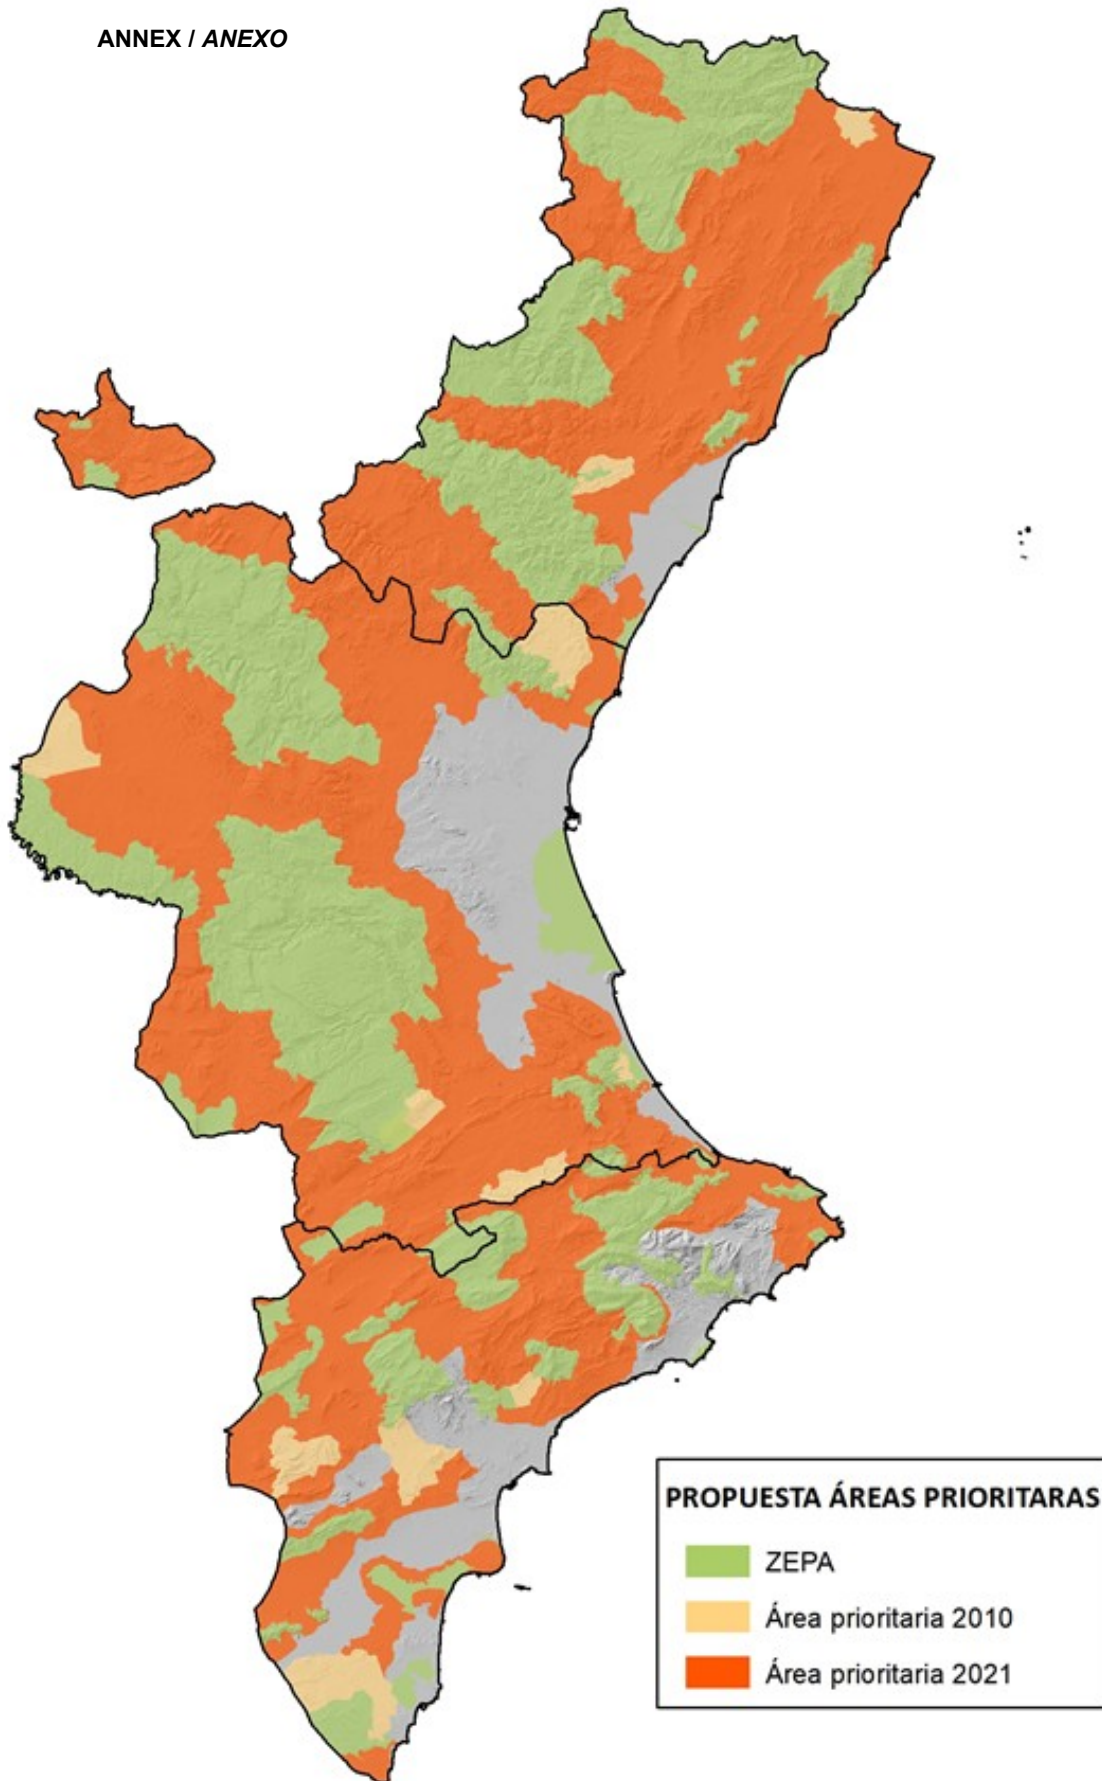 ANNEX / ANEXO
PROPUESTA ÁREAS PRIORITARAS
ZEPA
Área prioritaria 2010
Área prioritaria 2021